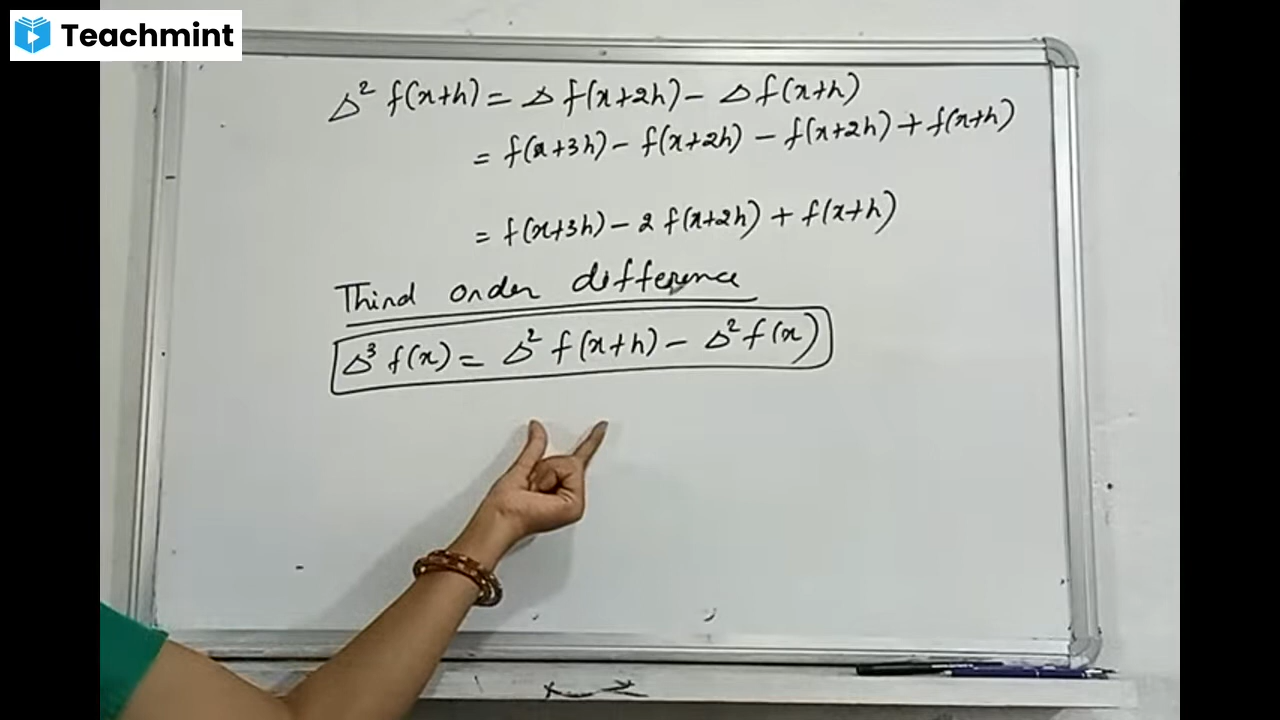 Teachmint
Δ² f(x+h) = Δ f(x+2h) - Δ f(x+h)
= f(x+3h) - f(x+2h) - f(x+2h) + f(x+h)
= f(x+3h) - 2 f(x+2h) + f(x+h)
Third order difference
Δ³ f(x) = Δ² f(x+h) - Δ² f(x)